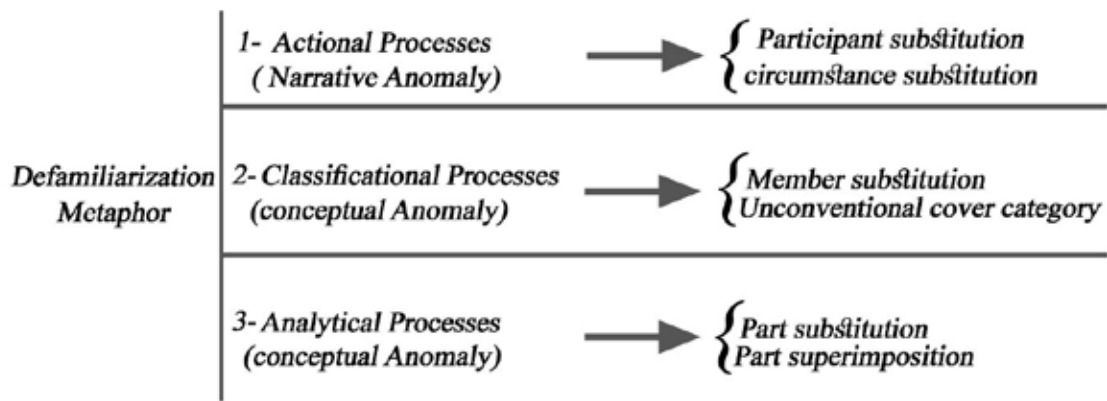 1- Actional Processes
( Narrative Anomaly)
Participant substitution
circumstance substitution
Defamiliarization
Metaphor
2- Classificational Processes
(conceptual Anomaly)
Member substitution
Unconventional cover category
3- Analytical Processes
(conceptual Anomaly)
Part substitution
Part superimposition